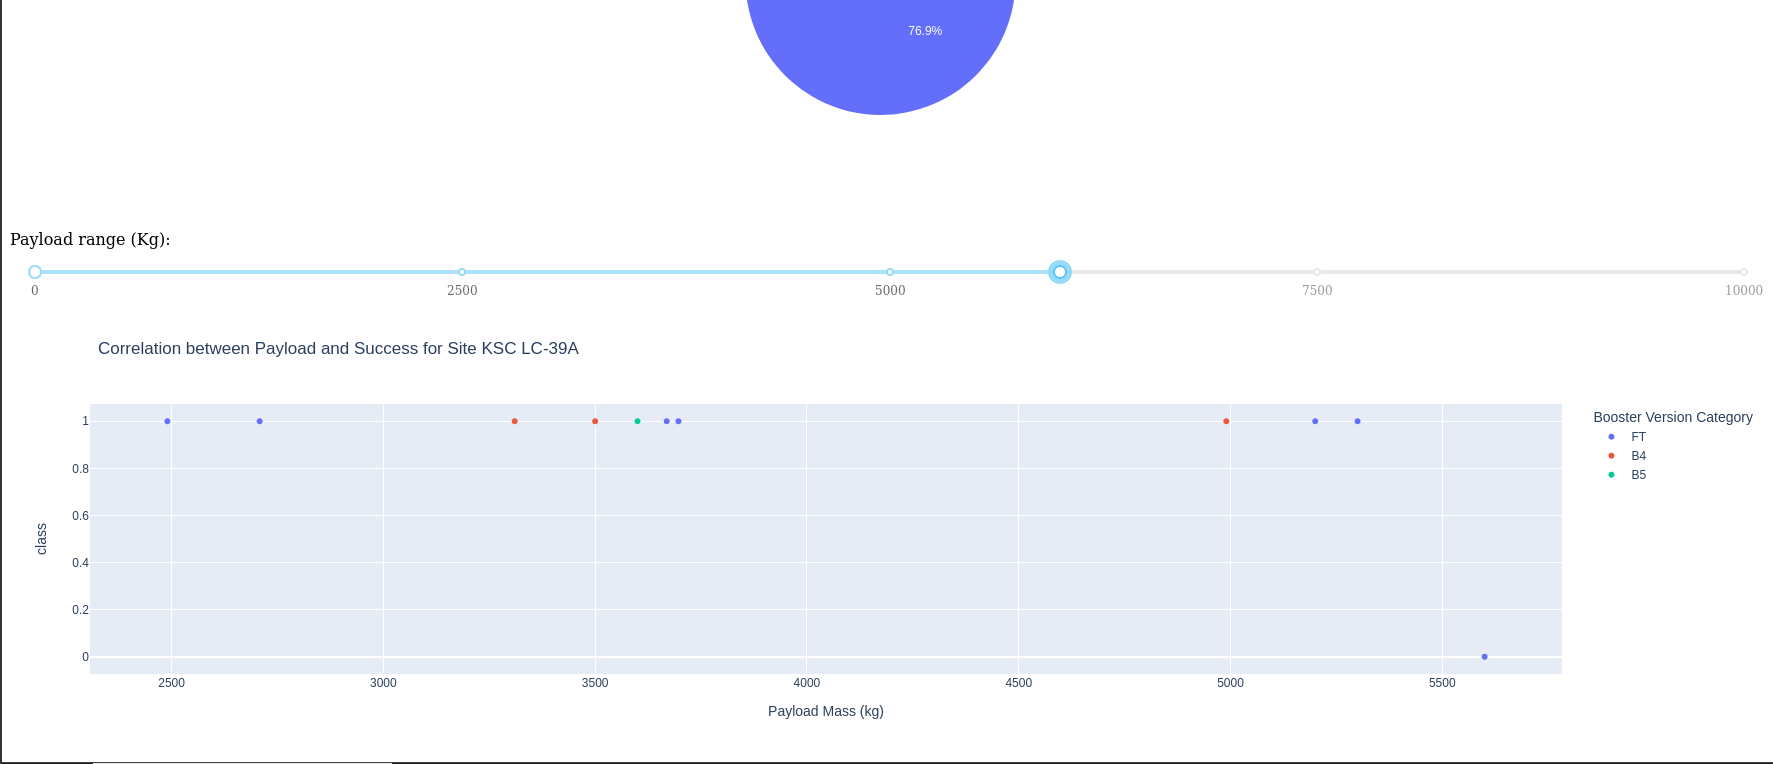 76.9%
Payload range (Kg):
0 2500 5000 7500 10000
Correlation between Payload and Success for Site KSC LC-39A
Booster Version Category
FT
B4
B5
class
1
0.8
0.6
0.4
0.2
0
2500 3000 3500 4000 4500 5000 5500
Payload Mass (kg)